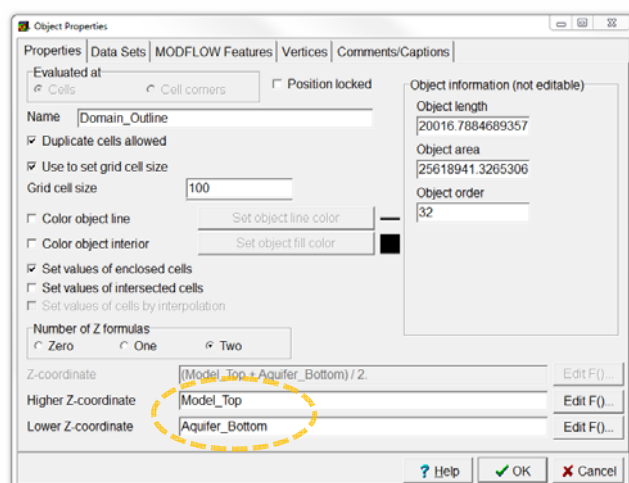 Object Properties
Properties Data Sets MODFLOW Features Vertices Comments/Captions
Evaluated at
Cells Cell corners
Position locked
Name Domain_Outline
Duplicate cells allowed
Use to set grid cell size
Grid cell size 100
Color object line Set object line color
Color object interior Set object fill color
Set values of enclosed cells
Set values of intersected cells
Set values of cells by interpolation
Number of Z formulas
Zero One Two
Z-coordinate (Model_Top + Aquifer_Bottom) / 2. Edit F()...
Higher Z-coordinate Model_Top Edit F()...
Lower Z-coordinate Aquifer_Bottom Edit F()...
Object information (not editable)
Object length
20016.7884689357
Object area
25618941.3265306
Object order
32
? Help OK Cancel